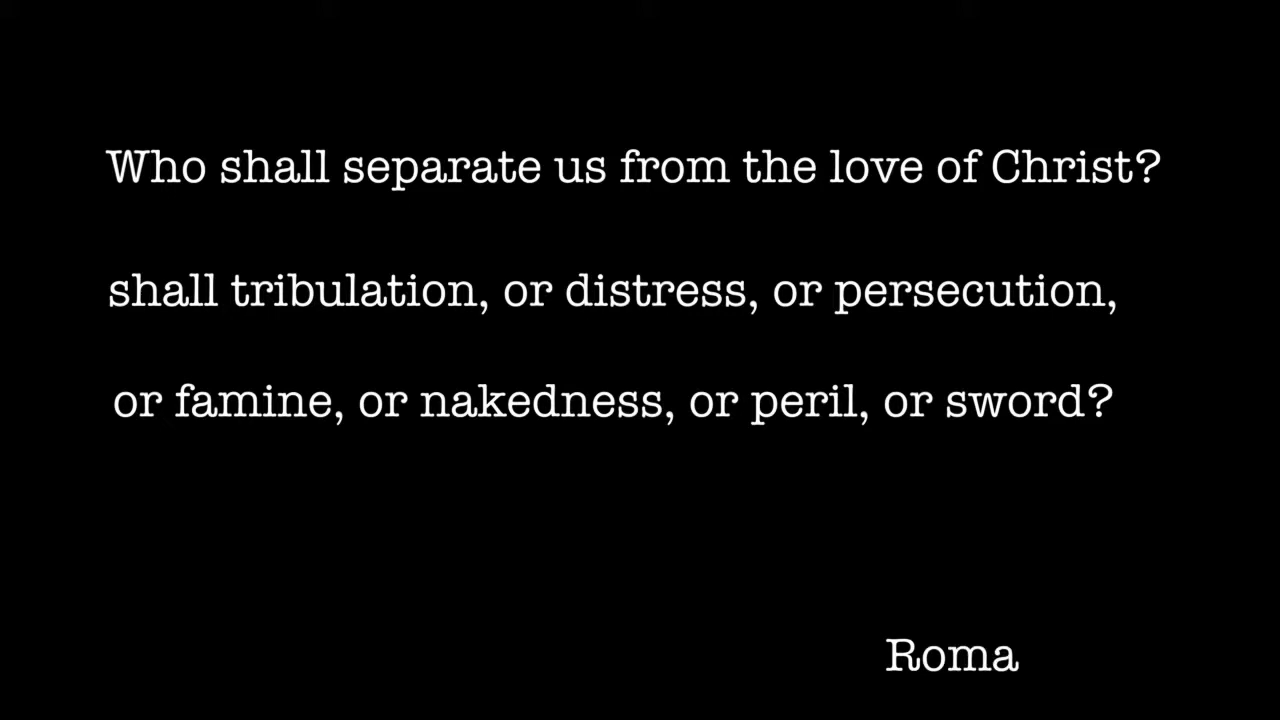 Who shall separate us from the love of Christ?
shall tribulation, or distress, or persecution,
or famine, or nakedness, or peril, or sword?
Roma